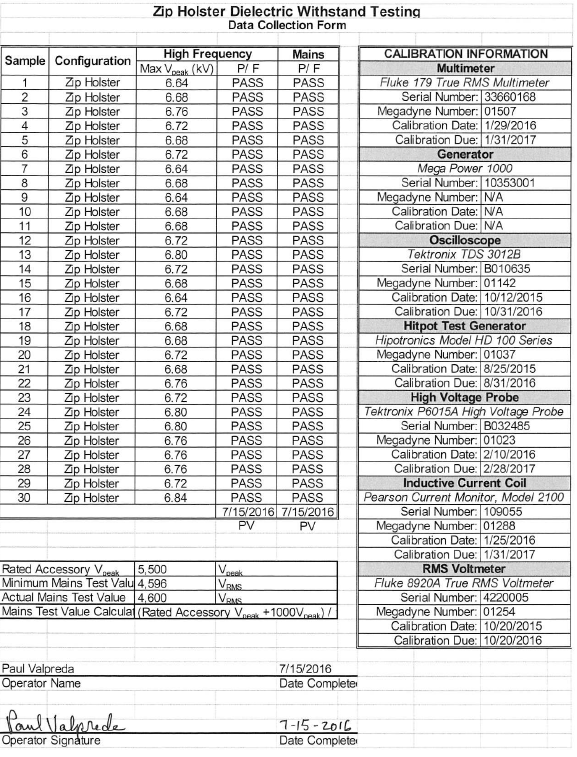 Zip Holster Dielectric Withstand Testing
Data Collection Form
Sample Configuration High Frequency Mains
Max Vpeak (kV) P/ F P/ F
1 Zip Holster 6.64 PASS PASS
2 Zip Holster 6.68 PASS PASS
3 Zip Holster 6.76 PASS PASS
4 Zip Holster 6.72 PASS PASS
5 Zip Holster 6.68 PASS PASS
6 Zip Holster 6.72 PASS PASS
7 Zip Holster 6.64 PASS PASS
8 Zip Holster 6.68 PASS PASS
9 Zip Holster 6.64 PASS PASS
10 Zip Holster 6.68 PASS PASS
11 Zip Holster 6.68 PASS PASS
12 Zip Holster 6.72 PASS PASS
13 Zip Holster 6.80 PASS PASS
14 Zip Holster 6.72 PASS PASS
15 Zip Holster 6.68 PASS PASS
16 Zip Holster 6.64 PASS PASS
17 Zip Holster 6.72 PASS PASS
18 Zip Holster 6.68 PASS PASS
19 Zip Holster 6.68 PASS PASS
20 Zip Holster 6.72 PASS PASS
21 Zip Holster 6.68 PASS PASS
22 Zip Holster 6.76 PASS PASS
23 Zip Holster 6.72 PASS PASS
24 Zip Holster 6.80 PASS PASS
25 Zip Holster 6.80 PASS PASS
26 Zip Holster 6.76 PASS PASS
27 Zip Holster 6.76 PASS PASS
28 Zip Holster 6.76 PASS PASS
29 Zip Holster 6.72 PASS PASS
30 Zip Holster 6.84 PASS PASS
7/15/2016 7/15/2016
PV PV
CALIBRATION INFORMATION
Multimeter
Fluke 179 True RMS Multimeter
Serial Number: 33660168
Megadyne Number: 01507
Calibration Date: 1/29/2016
Calibration Due: 1/31/2017
Generator
Mega Power 1000
Serial Number: 10353001
Megadyne Number: N/A
Calibration Date: N/A
Calibration Due: N/A
Oscilloscope
Tektronix TDS 3012B
Serial Number: B010635
Megadyne Number: 01142
Calibration Date: 10/12/2015
Calibration Due: 10/31/2016
Hitpot Test Generator
Hipotronics Model HD 100 Series
Megadyne Number: 01037
Calibration Date: 8/25/2015
Calibration Due: 8/31/2016
High Voltage Probe
Tektronix P6015A High Voltage Probe
Serial Number: B032485
Megadyne Number: 01023
Calibration Date: 2/10/2016
Calibration Due: 2/28/2017
Inductive Current Coil
Pearson Current Monitor, Model 2100
Serial Number: 109055
Megadyne Number: 01288
Calibration Date: 1/25/2016
Calibration Due: 1/31/2017
RMS Voltmeter
Fluke 8920A True RMS Voltmeter
Serial Number: 4220005
Megadyne Number: 01254
Calibration Date: 10/20/2015
Calibration Due: 10/20/2016
Rated Accessory Vpeak 5,500 Vpeak
Minimum Mains Test Valu 4,596 VRMS
Actual Mains Test Value 4,600 VRMS
Mains Test Value Calculat (Rated Accessory Vpeak +1000Vpeak) /
Paul Valpreda 7/15/2016
Operator Name Date Complete
Paul Valpreda 7-15-2016
Operator Signature Date Complete